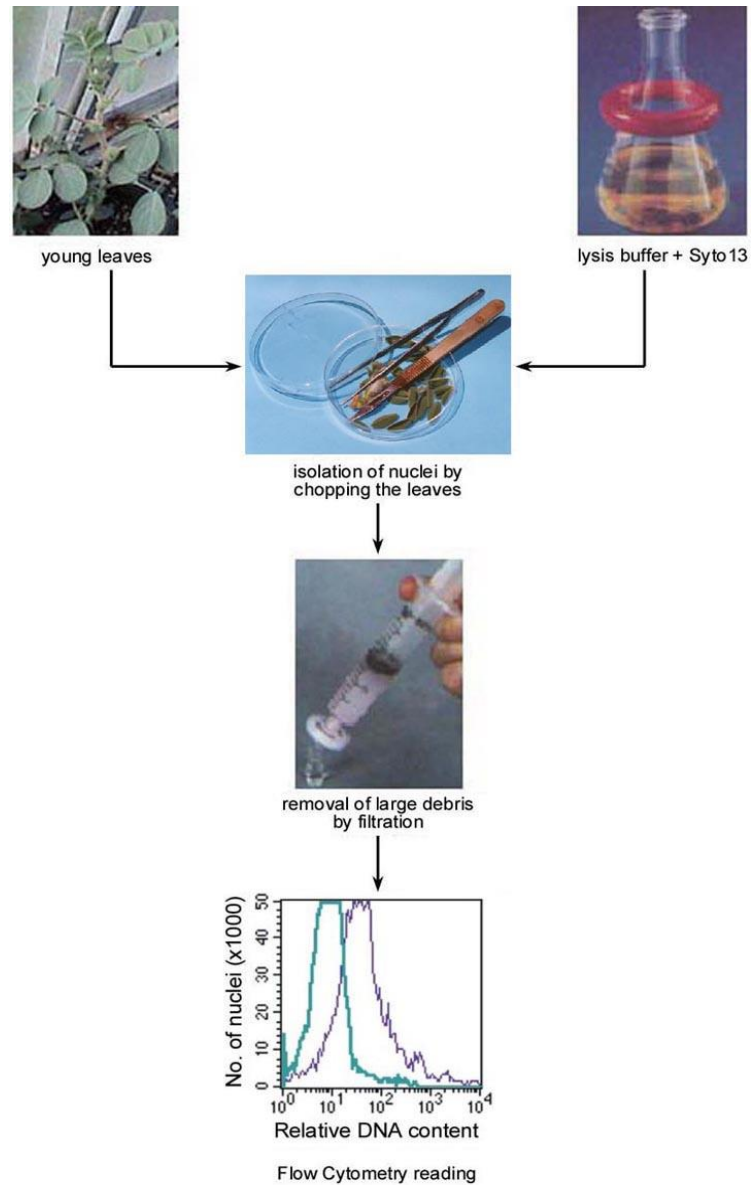 young leaves
lysis buffer + Syto13
isolation of nuclei by
chopping the leaves
removal of large debris
by filtration
No. of nuclei (x1000)
50
40
30
20
10
0
10⁰ 10¹ 10² 10³ 10⁴
Relative DNA content
Flow Cytometry reading